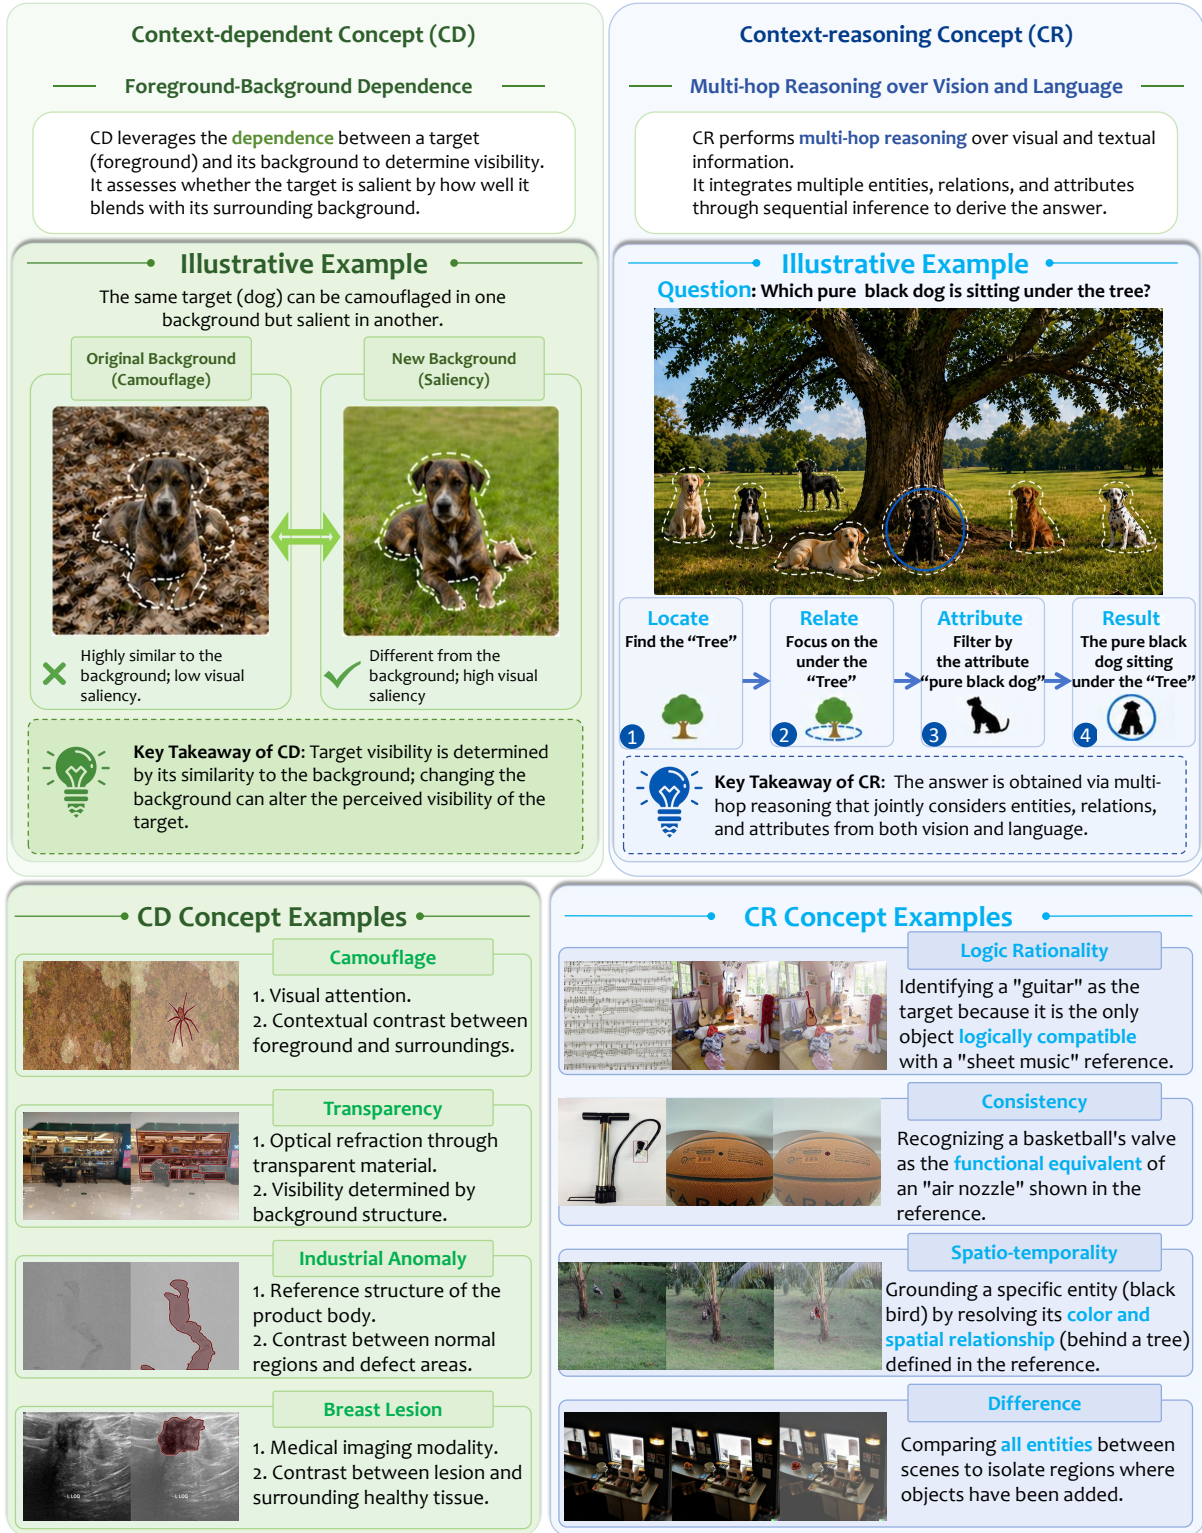 Context-dependent Concept (CD)
Foreground-Background Dependence
CD leverages the dependence between a target
(foreground) and its background to determine visibility.
It assesses whether the target is salient by how well it
blends with its surrounding background.
Illustrative Example
The same target (dog) can be camouflaged in one
background but salient in another.
Original Background
(Camouflage)
New Background
(Saliency)
Highly similar to the
background; low visual
saliency.
Different from the
background; high visual
saliency
Key Takeaway of CD: Target visibility is determined
by its similarity to the background; changing the
background can alter the perceived visibility of the
target.
Context-reasoning Concept (CR)
Multi-hop Reasoning over Vision and Language
CR performs multi-hop reasoning over visual and textual
information.
It integrates multiple entities, relations, and attributes
through sequential inference to derive the answer.
Illustrative Example
Question: Which pure black dog is sitting under the tree?
Locate
Find the “Tree”
1
Relate
Focus on the
under the
“Tree”
2
Attribute
Filter by
the attribute
“pure black dog”
3
Result
The pure black
dog sitting
under the “Tree”
4
Key Takeaway of CR: The answer is obtained via multi-
hop reasoning that jointly considers entities, relations,
and attributes from both vision and language.
CD Concept Examples
Camouflage
1. Visual attention.
2. Contextual contrast between
foreground and surroundings.
Transparency
1. Optical refraction through
transparent material.
2. Visibility determined by
background structure.
Industrial Anomaly
1. Reference structure of the
product body.
2. Contrast between normal
regions and defect areas.
Breast Lesion
1. Medical imaging modality.
2. Contrast between lesion and
surrounding healthy tissue.
CR Concept Examples
Logic Rationality
Identifying a "guitar" as the
target because it is the only
object logically compatible
with a "sheet music" reference.
Consistency
Recognizing a basketball's valve
as the functional equivalent of
an "air nozzle" shown in the
reference.
Spatio-temporality
Grounding a specific entity (black
bird) by resolving its color and
spatial relationship (behind a tree)
defined in the reference.
Difference
Comparing all entities between
scenes to isolate regions where
objects have been added.